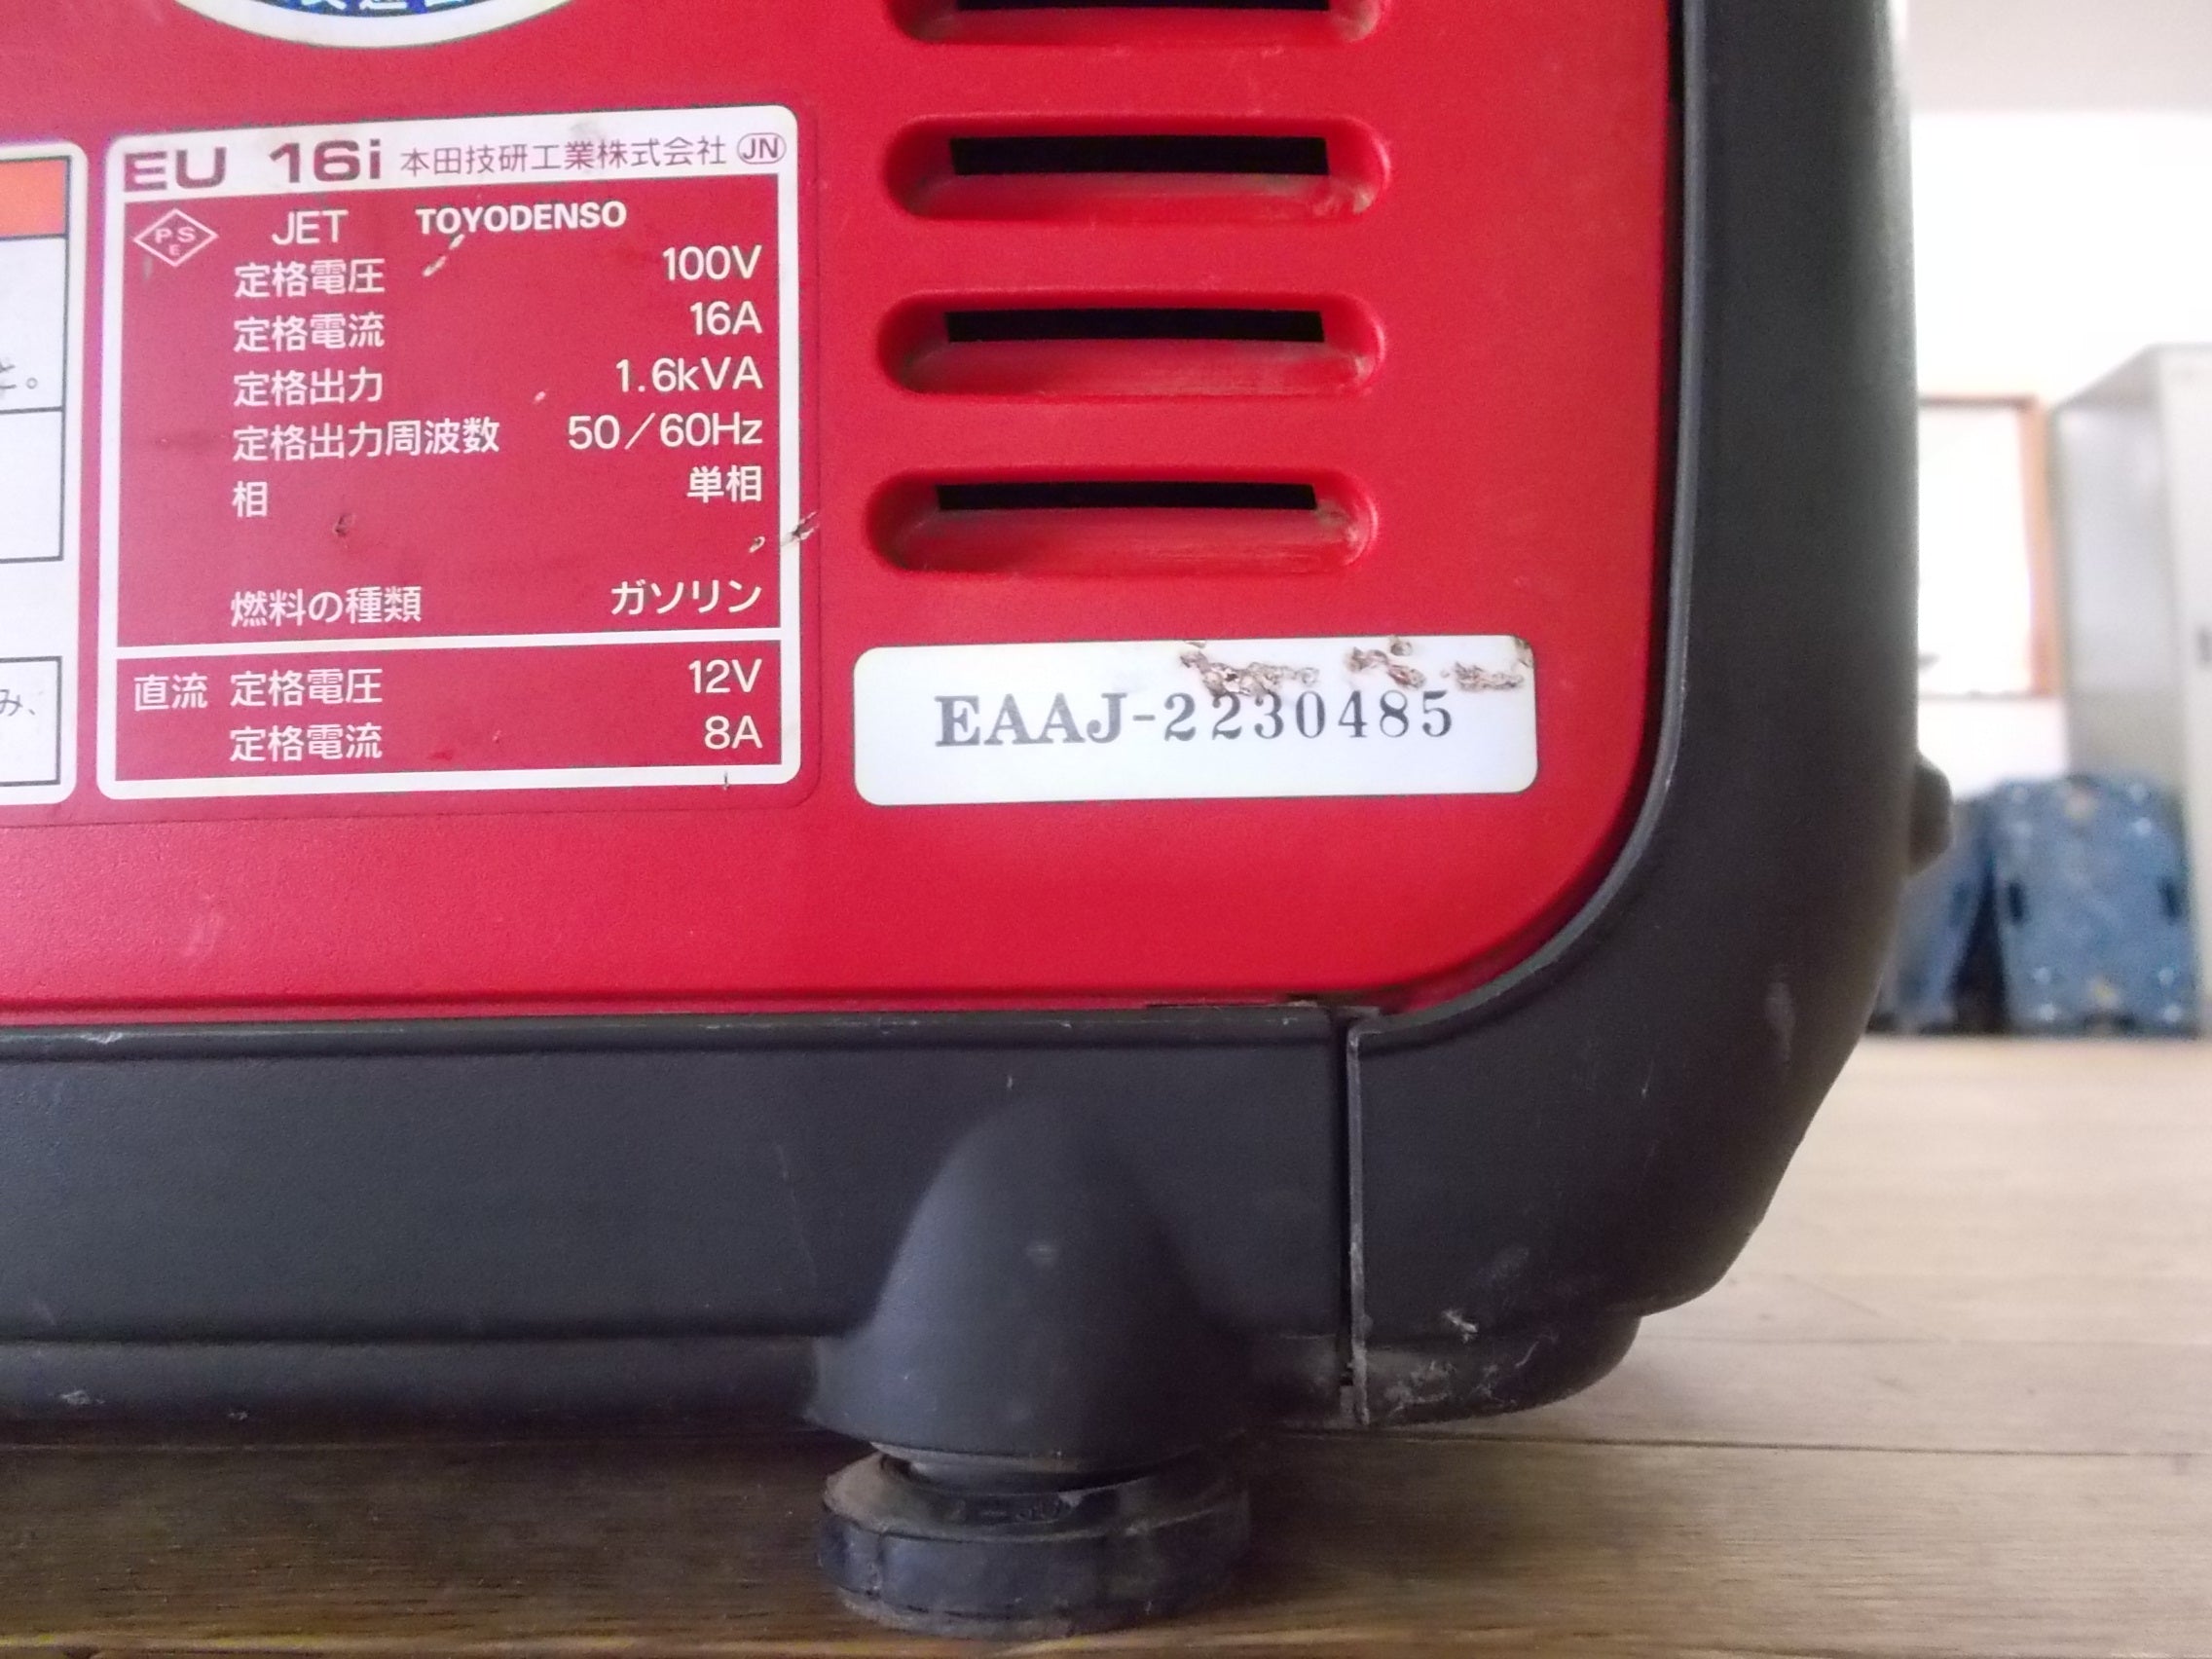 EU 16i 本田技研工業株式会社 JN
PSE JET TOYODENSO
定格電圧 100V
定格電流 16A
定格出力 1.6kVA
定格出力周波数 50/60Hz
相 単相
燃料の種類 ガソリン
直流 定格電圧 12V
定格電流 8A
と。
み、
EAAJ-2230485